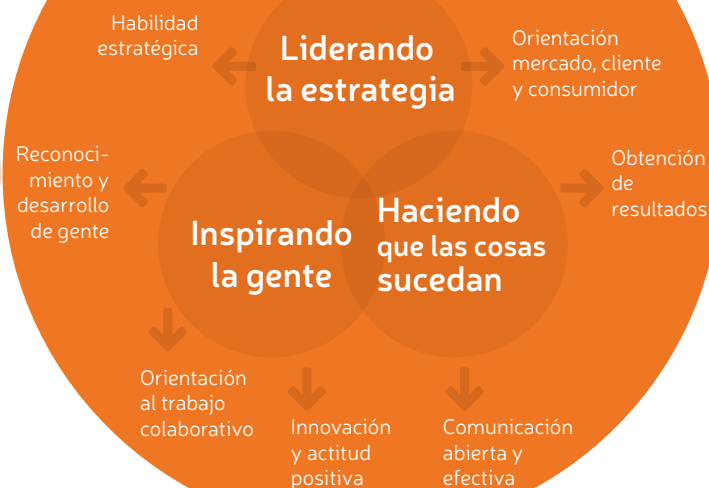 Habilidad
estratégica
Liderando
la estrategia
Orientación
mercado, cliente
y consumidor
Reconoci-
miento y
desarrollo
de gente
Inspirando
la gente
Haciendo
que las cosas
sucedan
Obtención
de
resultados
Orientación
al trabajo
colaborativo
Innovación
y actitud
positiva
Comunicación
abierta y
efectiva